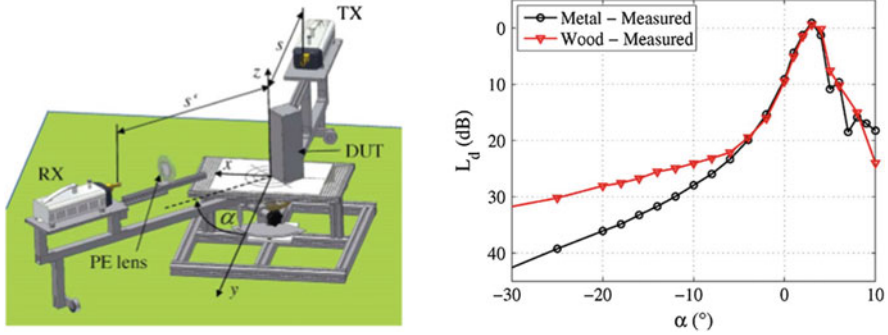 TX
s
z
s'
DUT
RX
x
α
PE lens
y
Metal – Measured
Wood – Measured
0
10
20
30
40
L_d (dB)
-30
-20
-10
0
10
α (°)